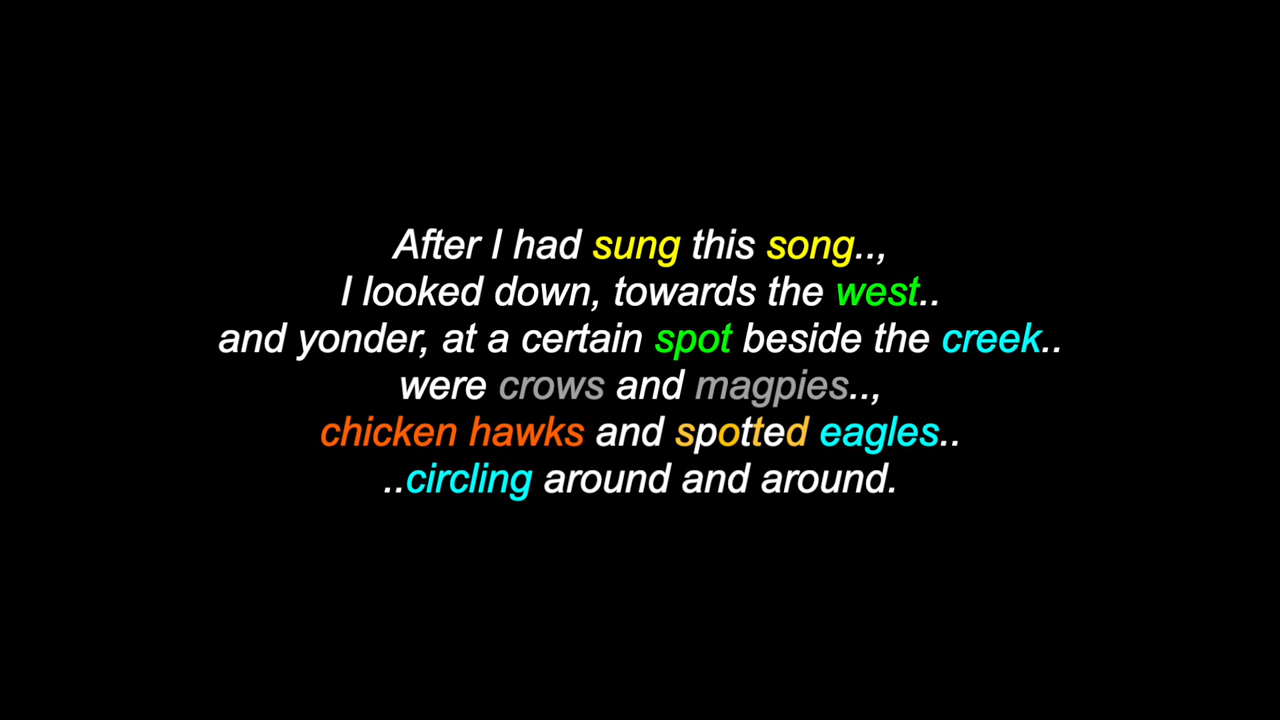 After I had sung this song..,
I looked down, towards the west..
and yonder, at a certain spot beside the creek..
were crows and magpies..,
chicken hawks and spotted eagles..
..circling around and around.